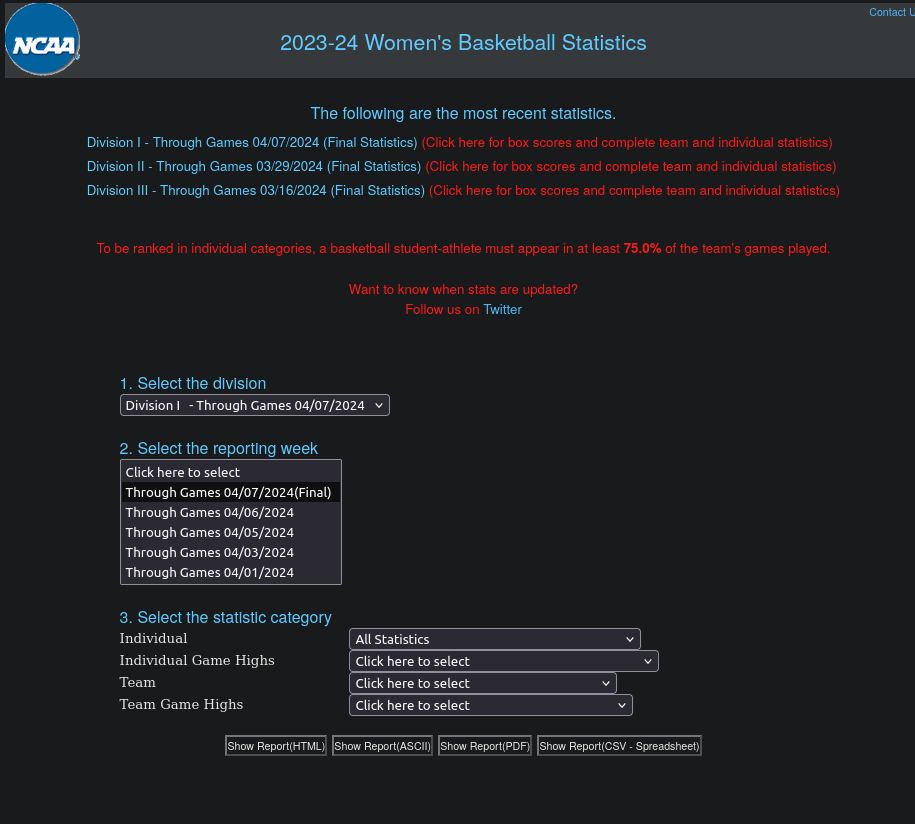 Contact
NCAA
2023-24 Women's Basketball Statistics
The following are the most recent statistics.
Division I - Through Games 04/07/2024 (Final Statistics) (Click here for box scores and complete team and individual statistics)
Division II - Through Games 03/29/2024 (Final Statistics) (Click here for box scores and complete team and individual statistics)
Division III - Through Games 03/16/2024 (Final Statistics) (Click here for box scores and complete team and individual statistics)
To be ranked in individual categories, a basketball student-athlete must appear in at least 75.0% of the team's games played.
Want to know when stats are updated?
Follow us on Twitter
1. Select the division
Division I - Through Games 04/07/2024
2. Select the reporting week
Click here to select
Through Games 04/07/2024(Final)
Through Games 04/06/2024
Through Games 04/05/2024
Through Games 04/03/2024
Through Games 04/01/2024
3. Select the statistic category
Individual All Statistics
Individual Game Highs Click here to select
Team Click here to select
Team Game Highs Click here to select
Show Report(HTML) Show Report(ASCII) Show Report(PDF) Show Report(CSV - Spreadsheet)